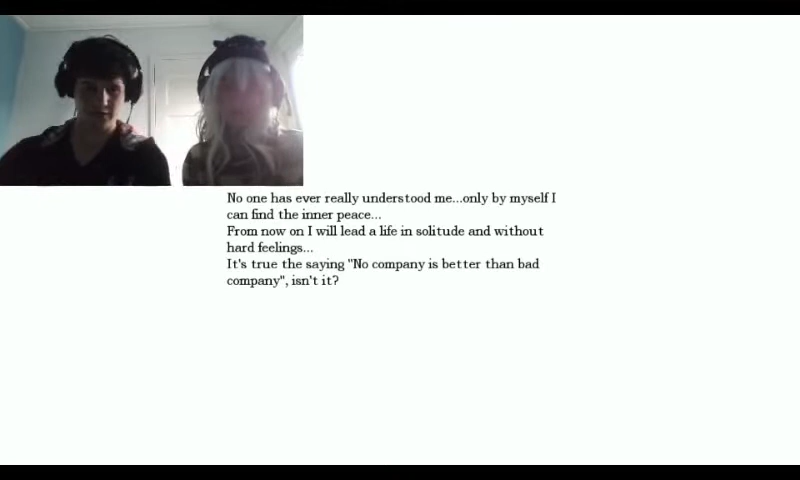 No one has ever really understood me...only by myself I
can find the inner peace...
From now on I will lead a life in solitude and without
hard feelings...
It's true the saying "No company is better than bad
company", isn't it?